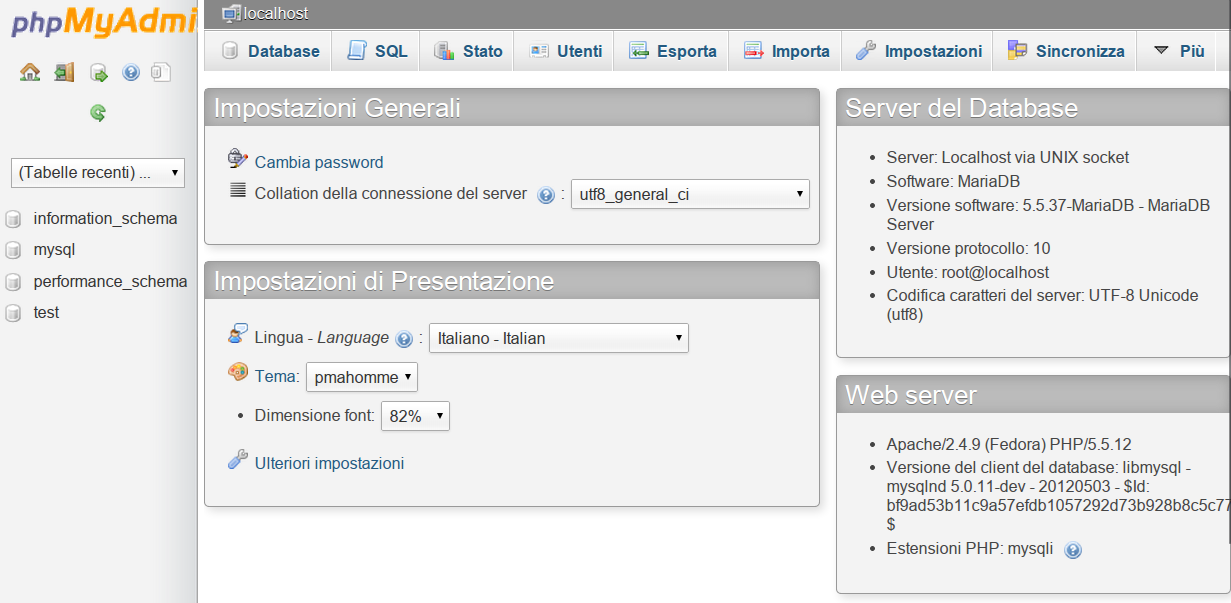 phpMyAdmi
localhost
Database SQL Stato Utenti Esporta Importa Impostazioni Sincronizza Più
(Tabelle recenti) ...
information_schema
mysql
performance_schema
test
Impostazioni Generali
Cambia password
Collation della connessione del server : utf8_general_ci
Impostazioni di Presentazione
Lingua - Language : Italiano - Italian
Tema: pmahomme
• Dimensione font: 82%
Ulteriori impostazioni
Server del Database
• Server: Localhost via UNIX socket
• Software: MariaDB
• Versione software: 5.5.37-MariaDB - MariaDB
Server
• Versione protocollo: 10
• Utente: root@localhost
• Codifica caratteri del server: UTF-8 Unicode
(utf8)
Web server
• Apache/2.4.9 (Fedora) PHP/5.5.12
• Versione del client del database: libmysql -
mysqlnd 5.0.11-dev - 20120503 - $Id:
bf9ad53b11c9a57efdb1057292d73b928b8c5c77
$
• Estensioni PHP: mysqli